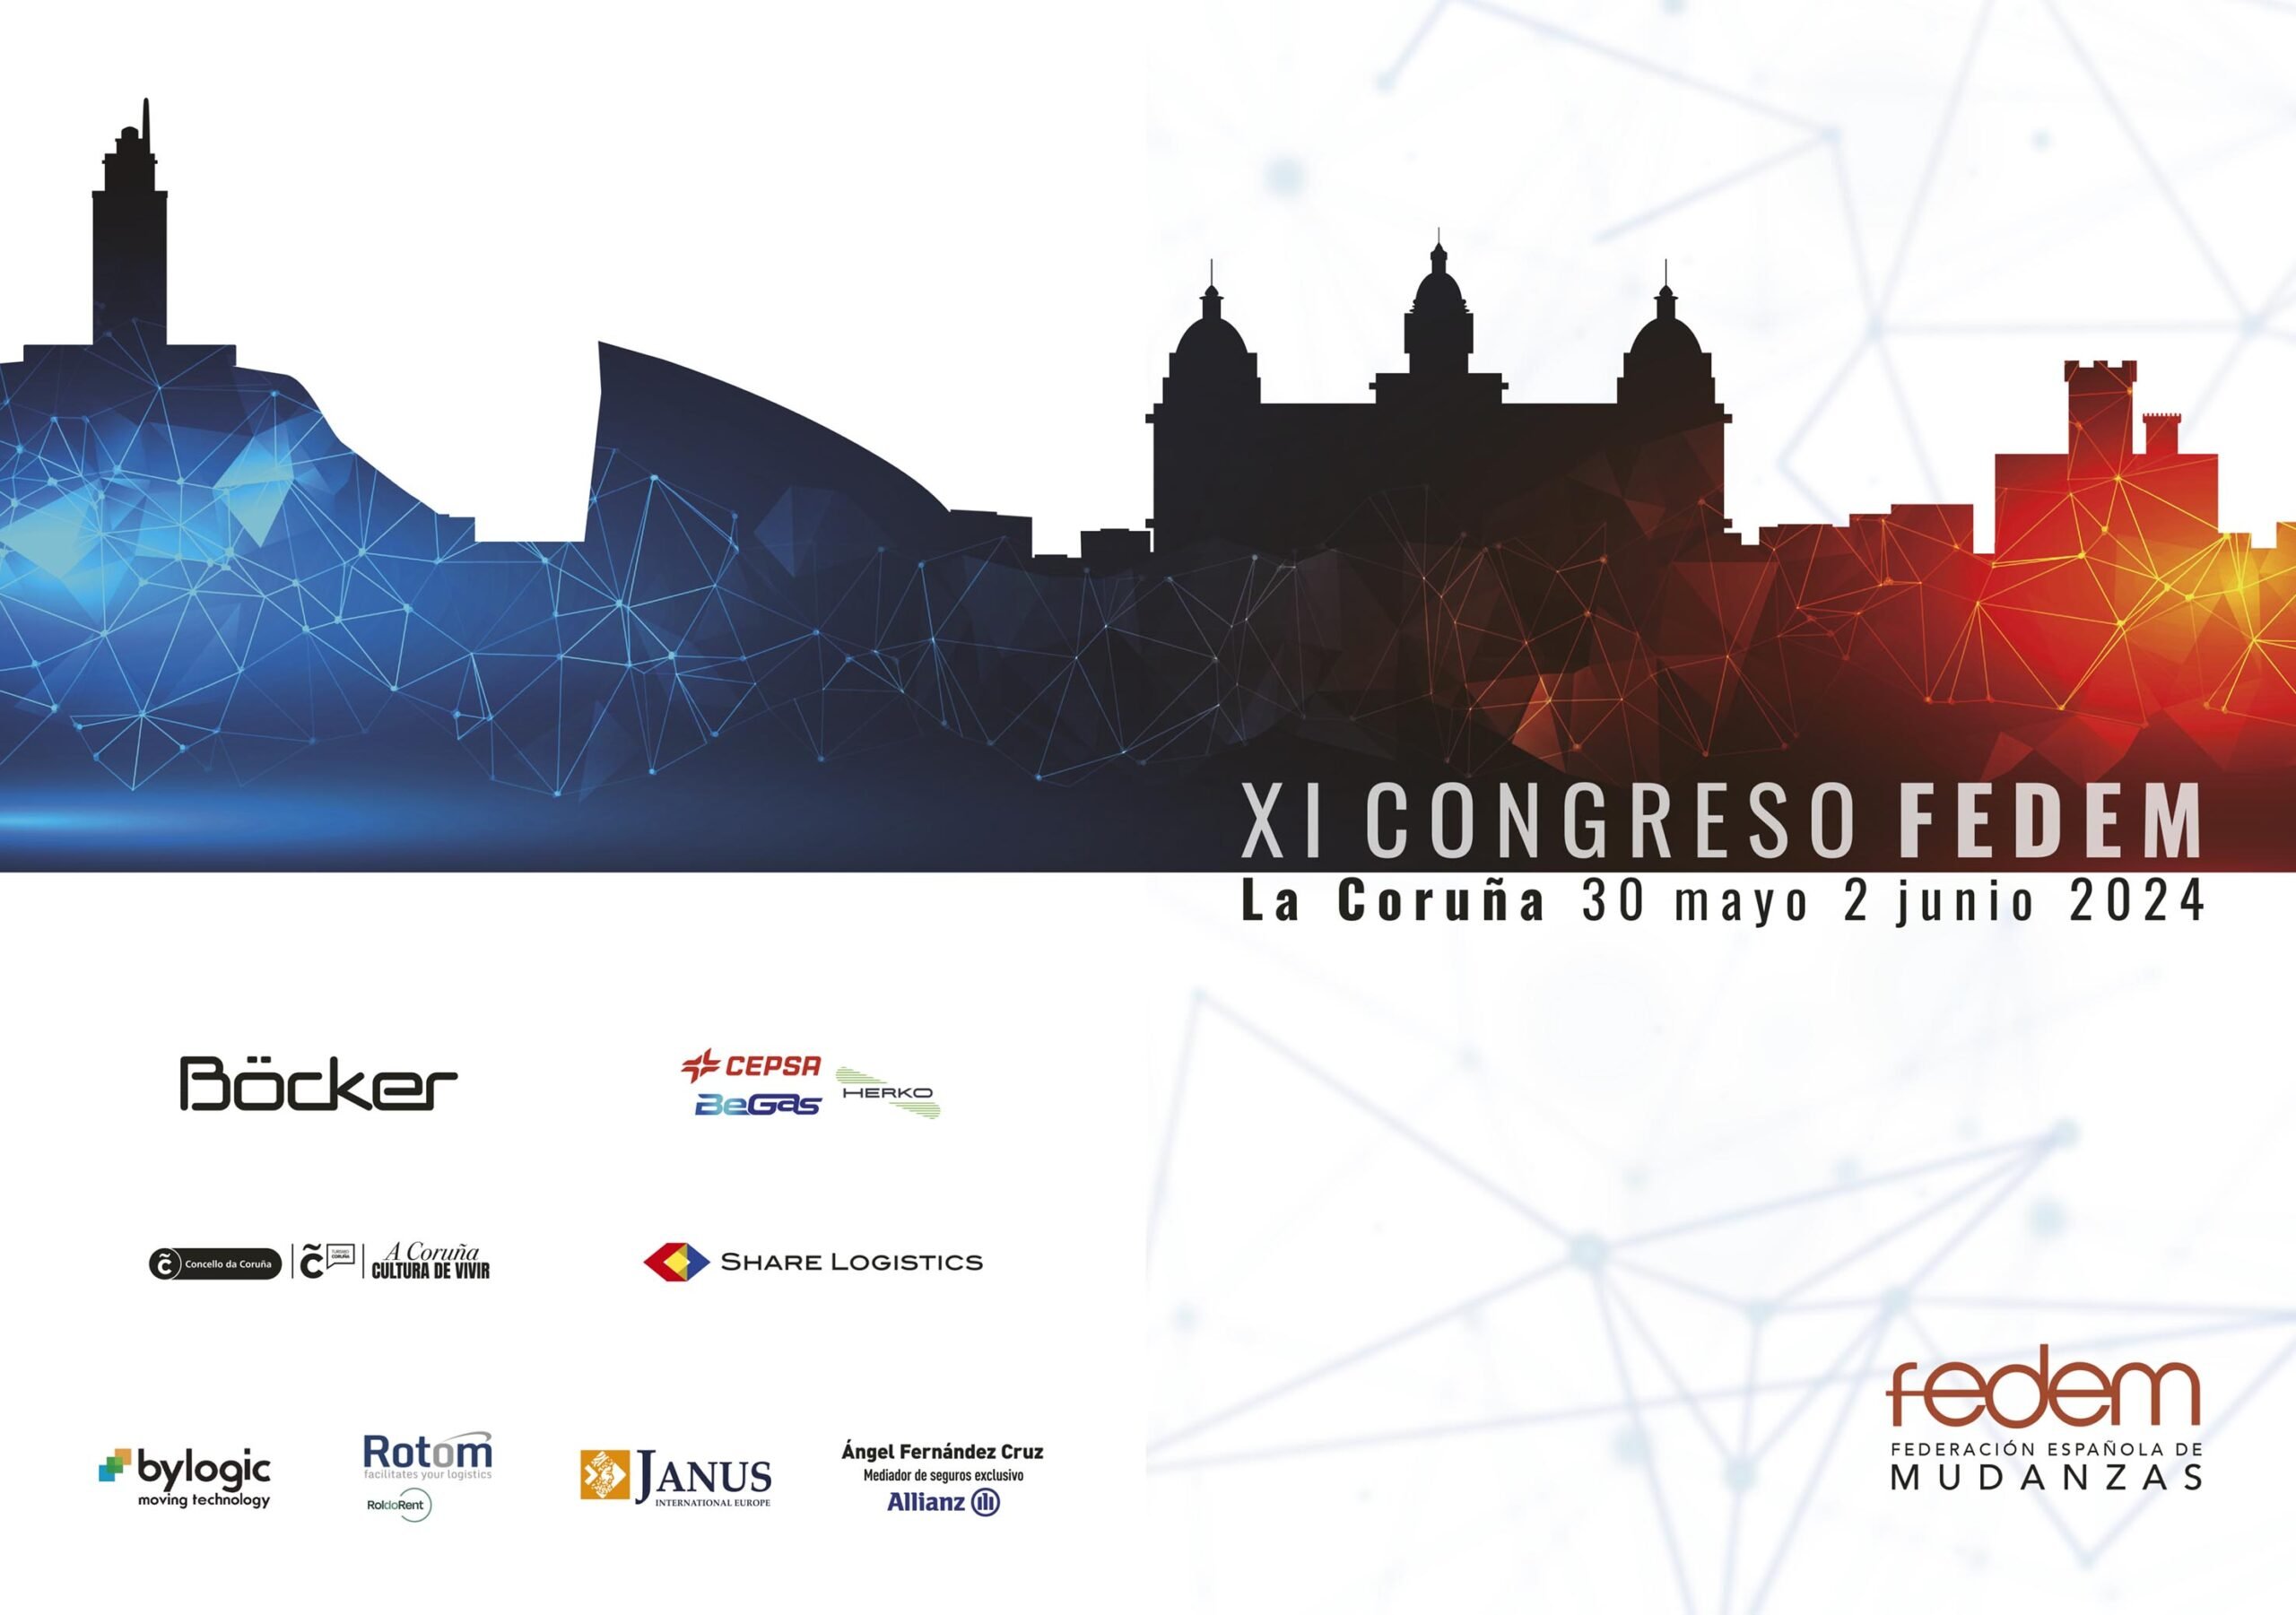 XI CONGRESO FEDEM
La Coruña 30 mayo 2 junio 2024
Böcker
CEPSA
BeGas
HERKO
Concello da Coruña
TURISMO CORUÑA
A Coruña
CULTURA DE VIVIR
SHARE LOGISTICS
bylogic
moving technology
Rotom
facilitates your logistics
RoldoRent
JANUS
INTERNATIONAL EUROPE
Ángel Fernández Cruz
Mediador de seguros exclusivo
Allianz
fedem
FEDERACIÓN ESPAÑOLA DE
MUDANZAS